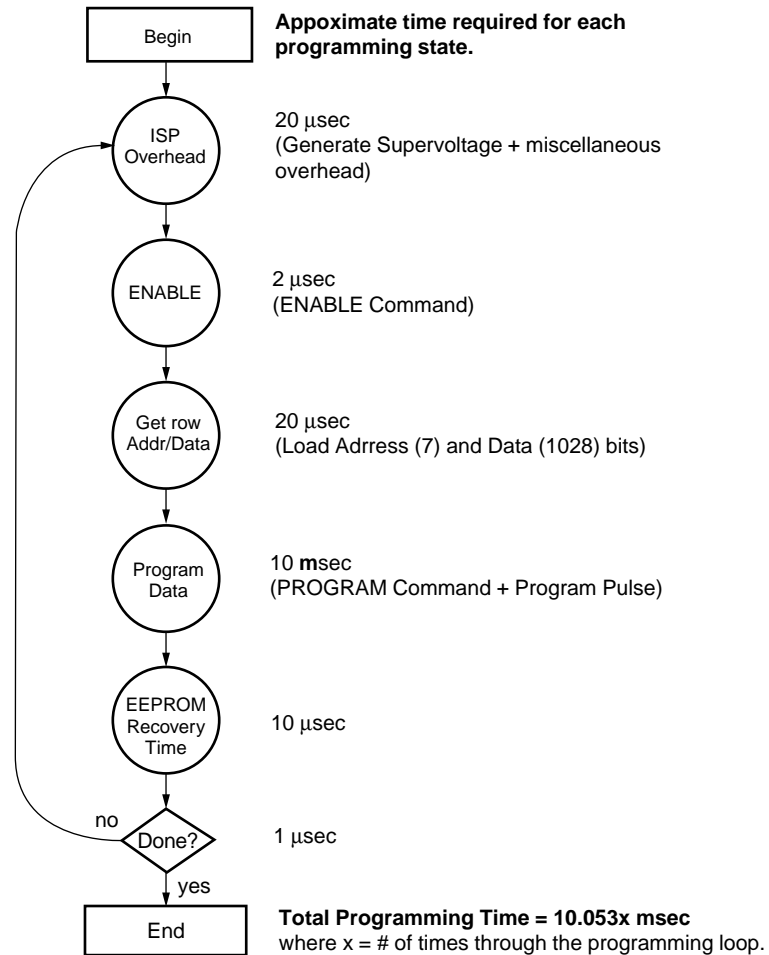 Begin
Appoximate time required for each
programming state.
ISP
Overhead
20 μsec
(Generate Supervoltage + miscellaneous
overhead)
ENABLE
2 μsec
(ENABLE Command)
Get row
Addr/Data
20 μsec
(Load Adrress (7) and Data (1028) bits)
Program
Data
10 msec
(PROGRAM Command + Program Pulse)
EEPROM
Recovery
Time
10 μsec
no
Done?
1 μsec
yes
End
Total Programming Time = 10.053x msec
where x = # of times through the programming loop.